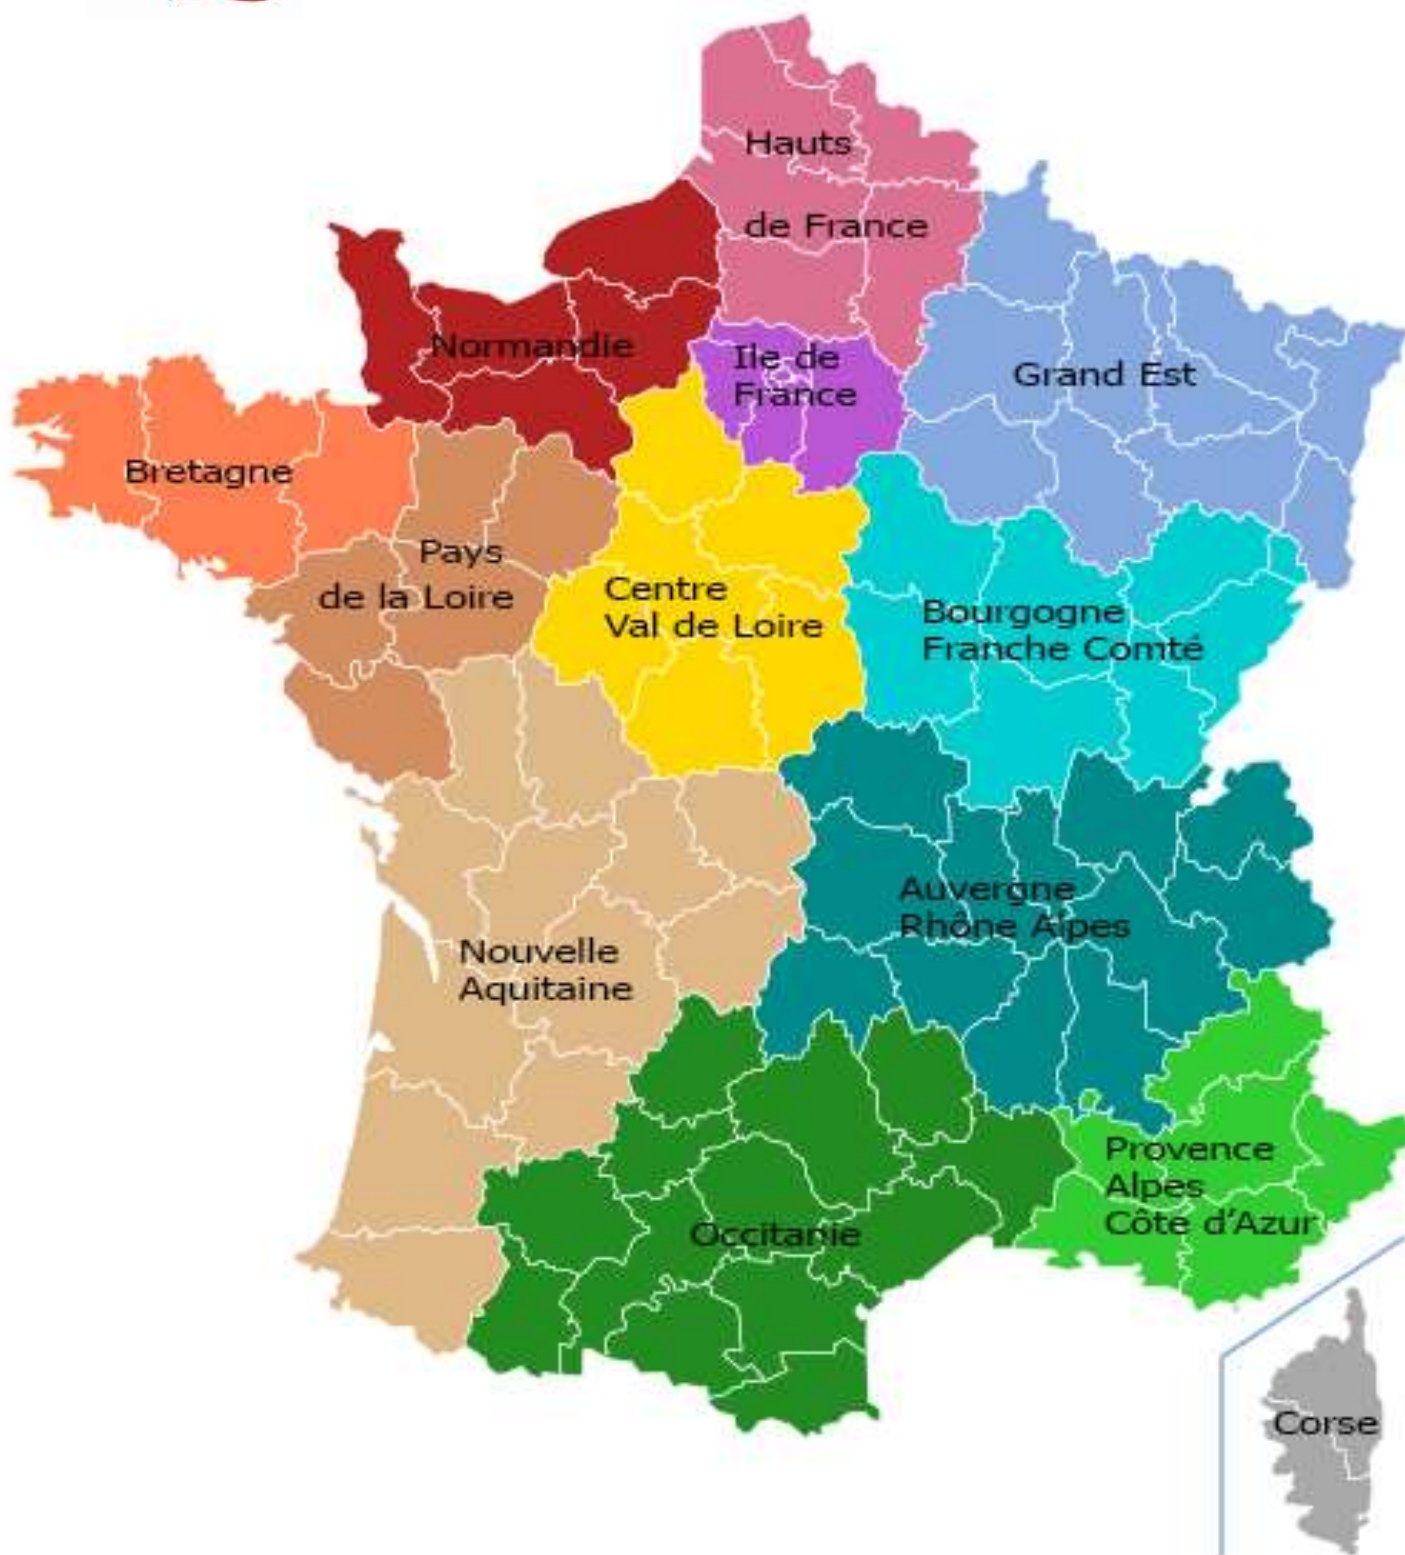 Hauts
de France
Normandie
Ile de
France
Grand Est
Bretagne
Pays
de la Loire
Centre
Val de Loire
Bourgogne
Franche Comté
Auvergne
Rhône Alpes
Nouvelle
Aquitaine
Provence
Alpes
Côte d'Azur
Occitanie
Corse